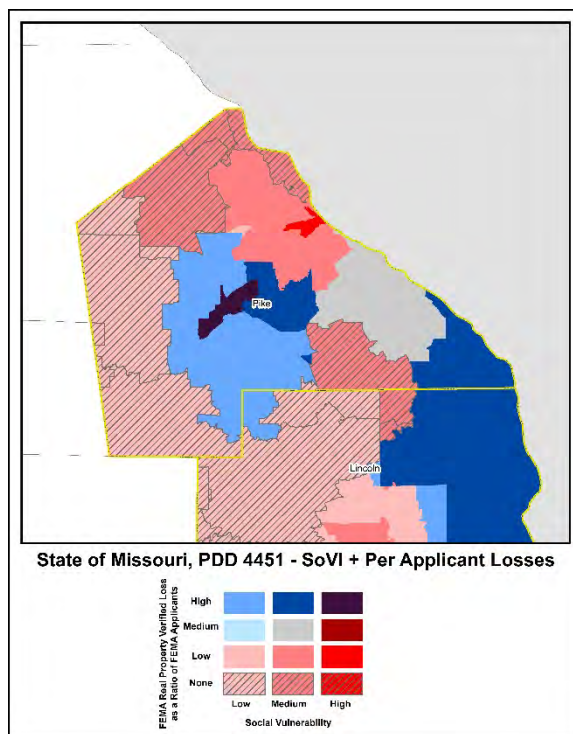 Pike
Lincoln
State of Missouri, PDD 4451 - SoVI + Per Applicant Losses
FEMA Real Property Verified Loss
as a Ratio of FEMA Applicants
High
Medium
Low
None
Low
Medium
High
Social Vulnerability